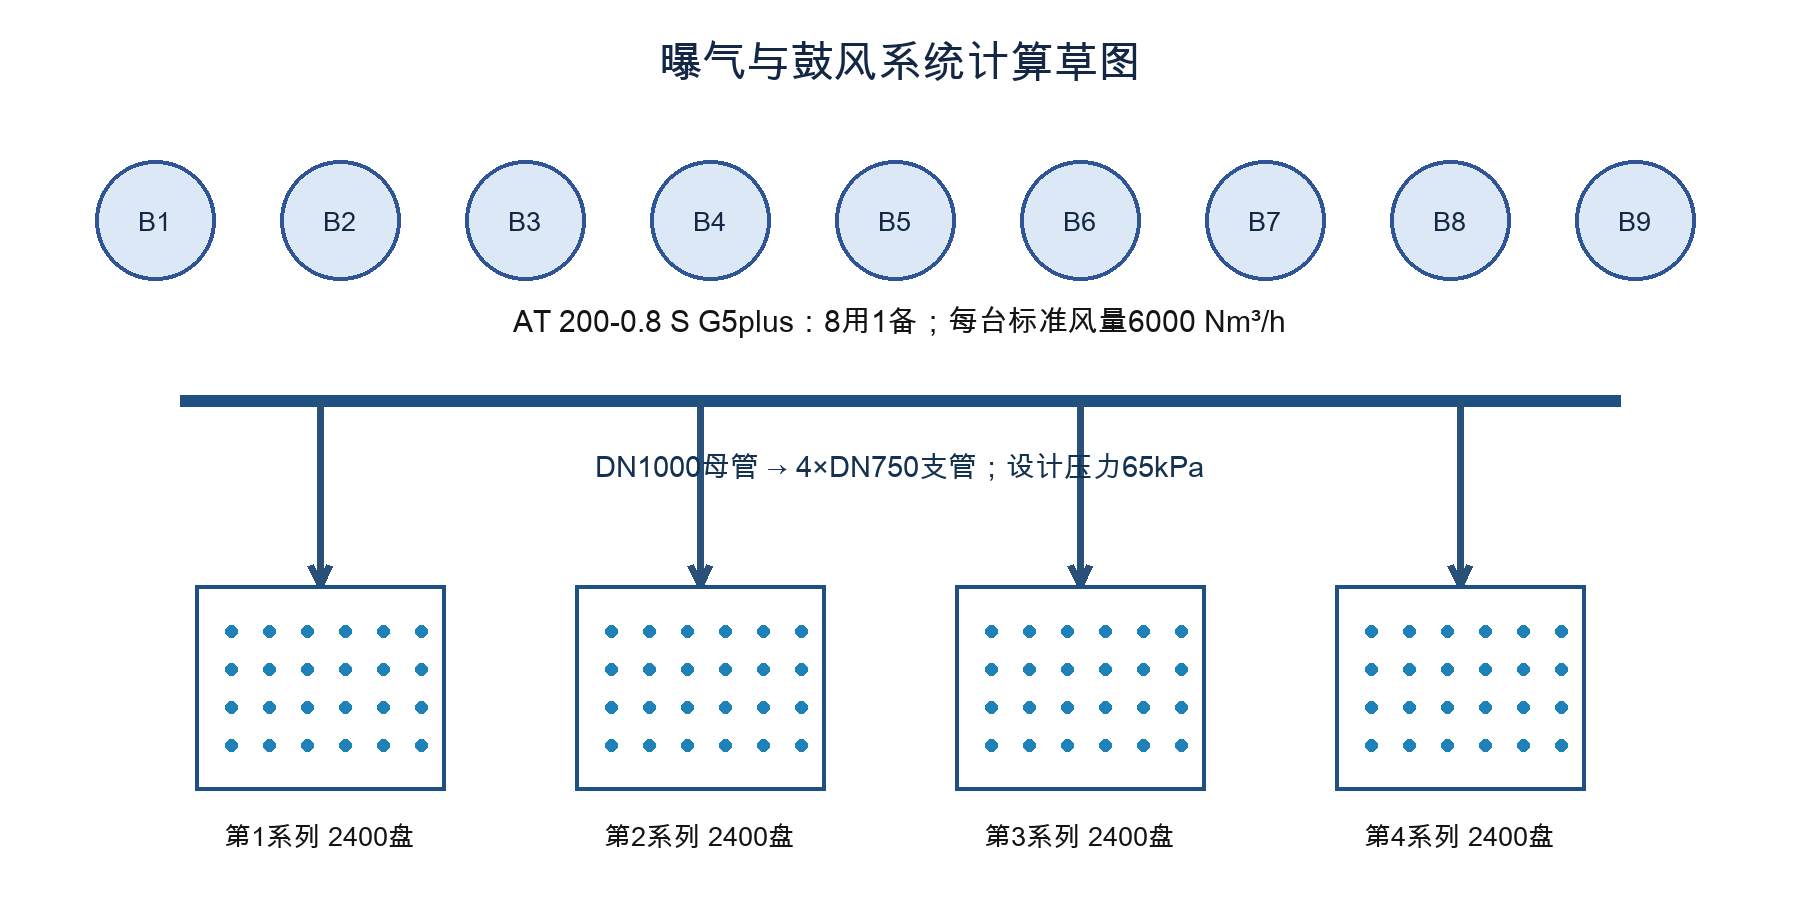 曝气与鼓风系统计算草图
B1 B2 B3 B4 B5 B6 B7 B8 B9
AT 200-0.8 S G5plus：8用1备；每台标准风量6000 Nm³/h
DN1000母管→4×DN750支管；设计压力65kPa
第1系列 2400盘 第2系列 2400盘 第3系列 2400盘 第4系列 2400盘